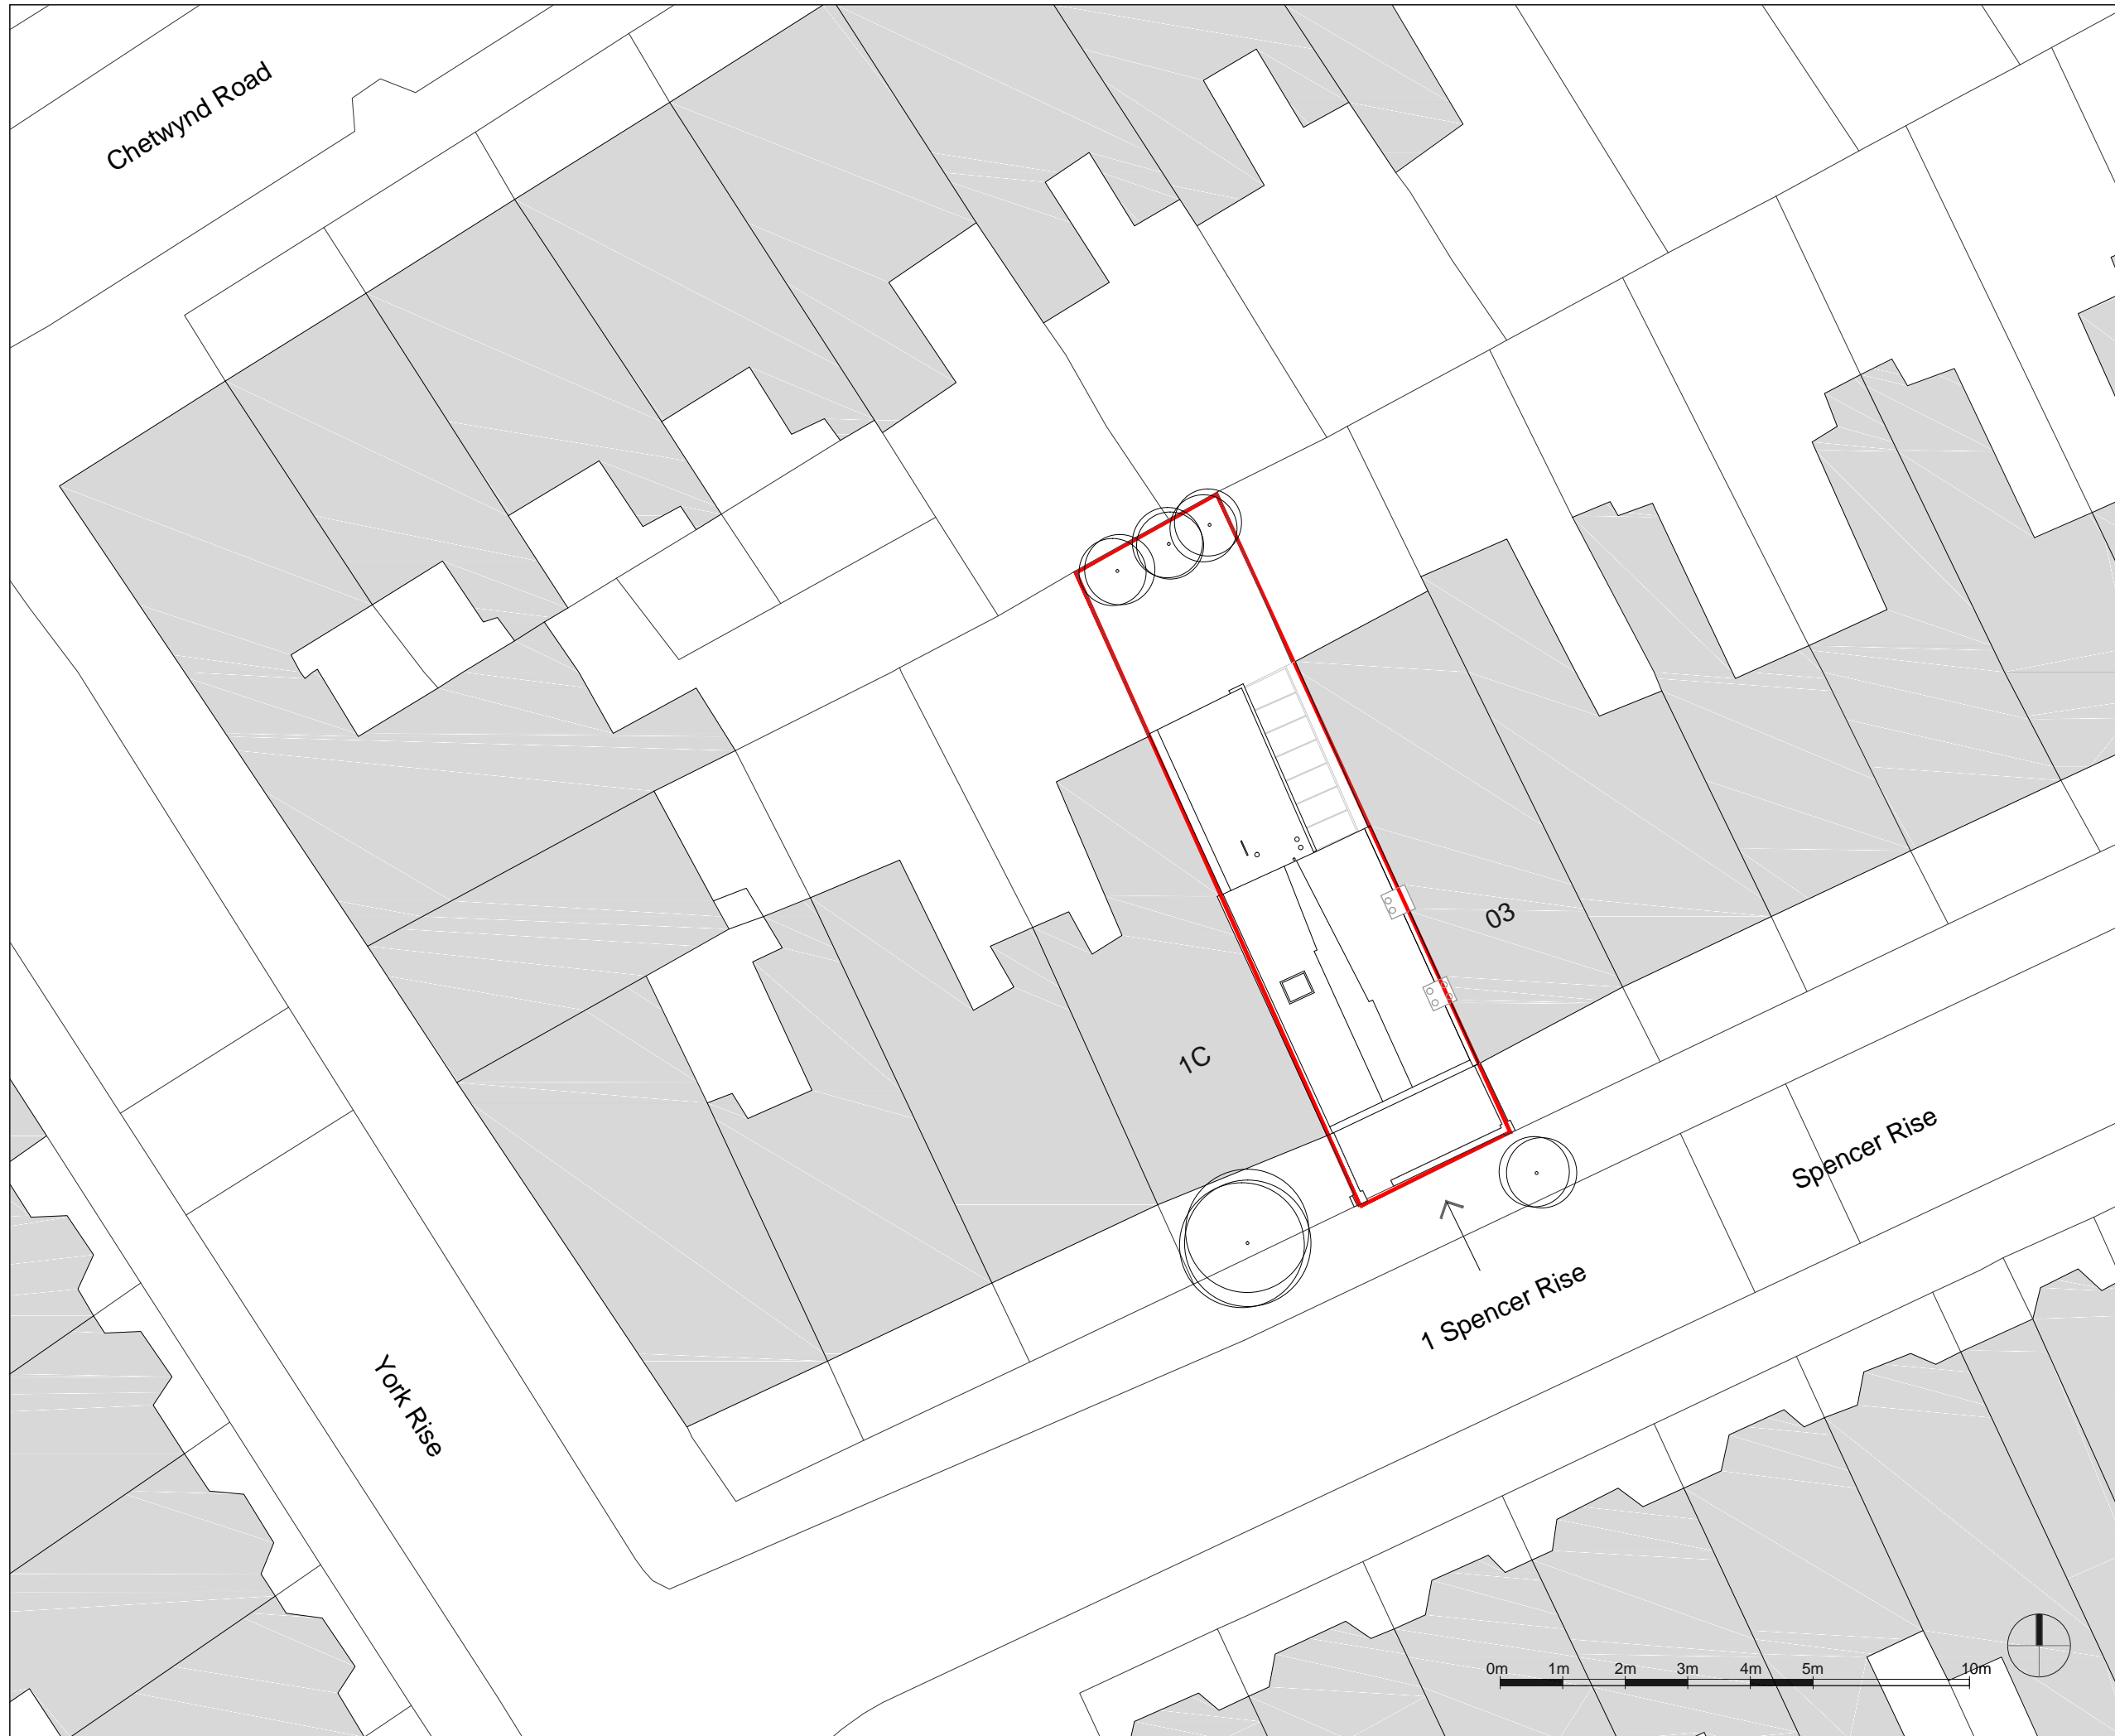 Chetwynd Road
03
1C
Spencer Rise
1 Spencer Rise
York Rise
0m 1m 2m 3m 4m 5m 10m